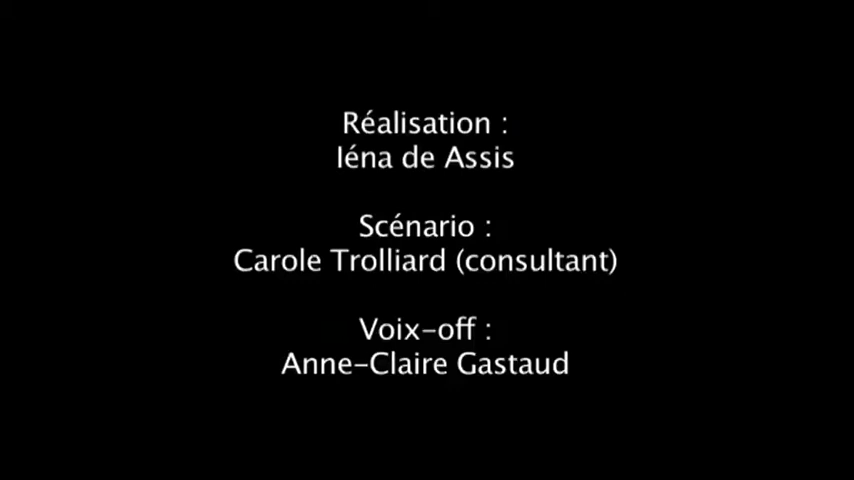 Réalisation :
Iéna de Assis
Scénario :
Carole Trolliard (consultant)
Voix-off :
Anne-Claire Gastaud